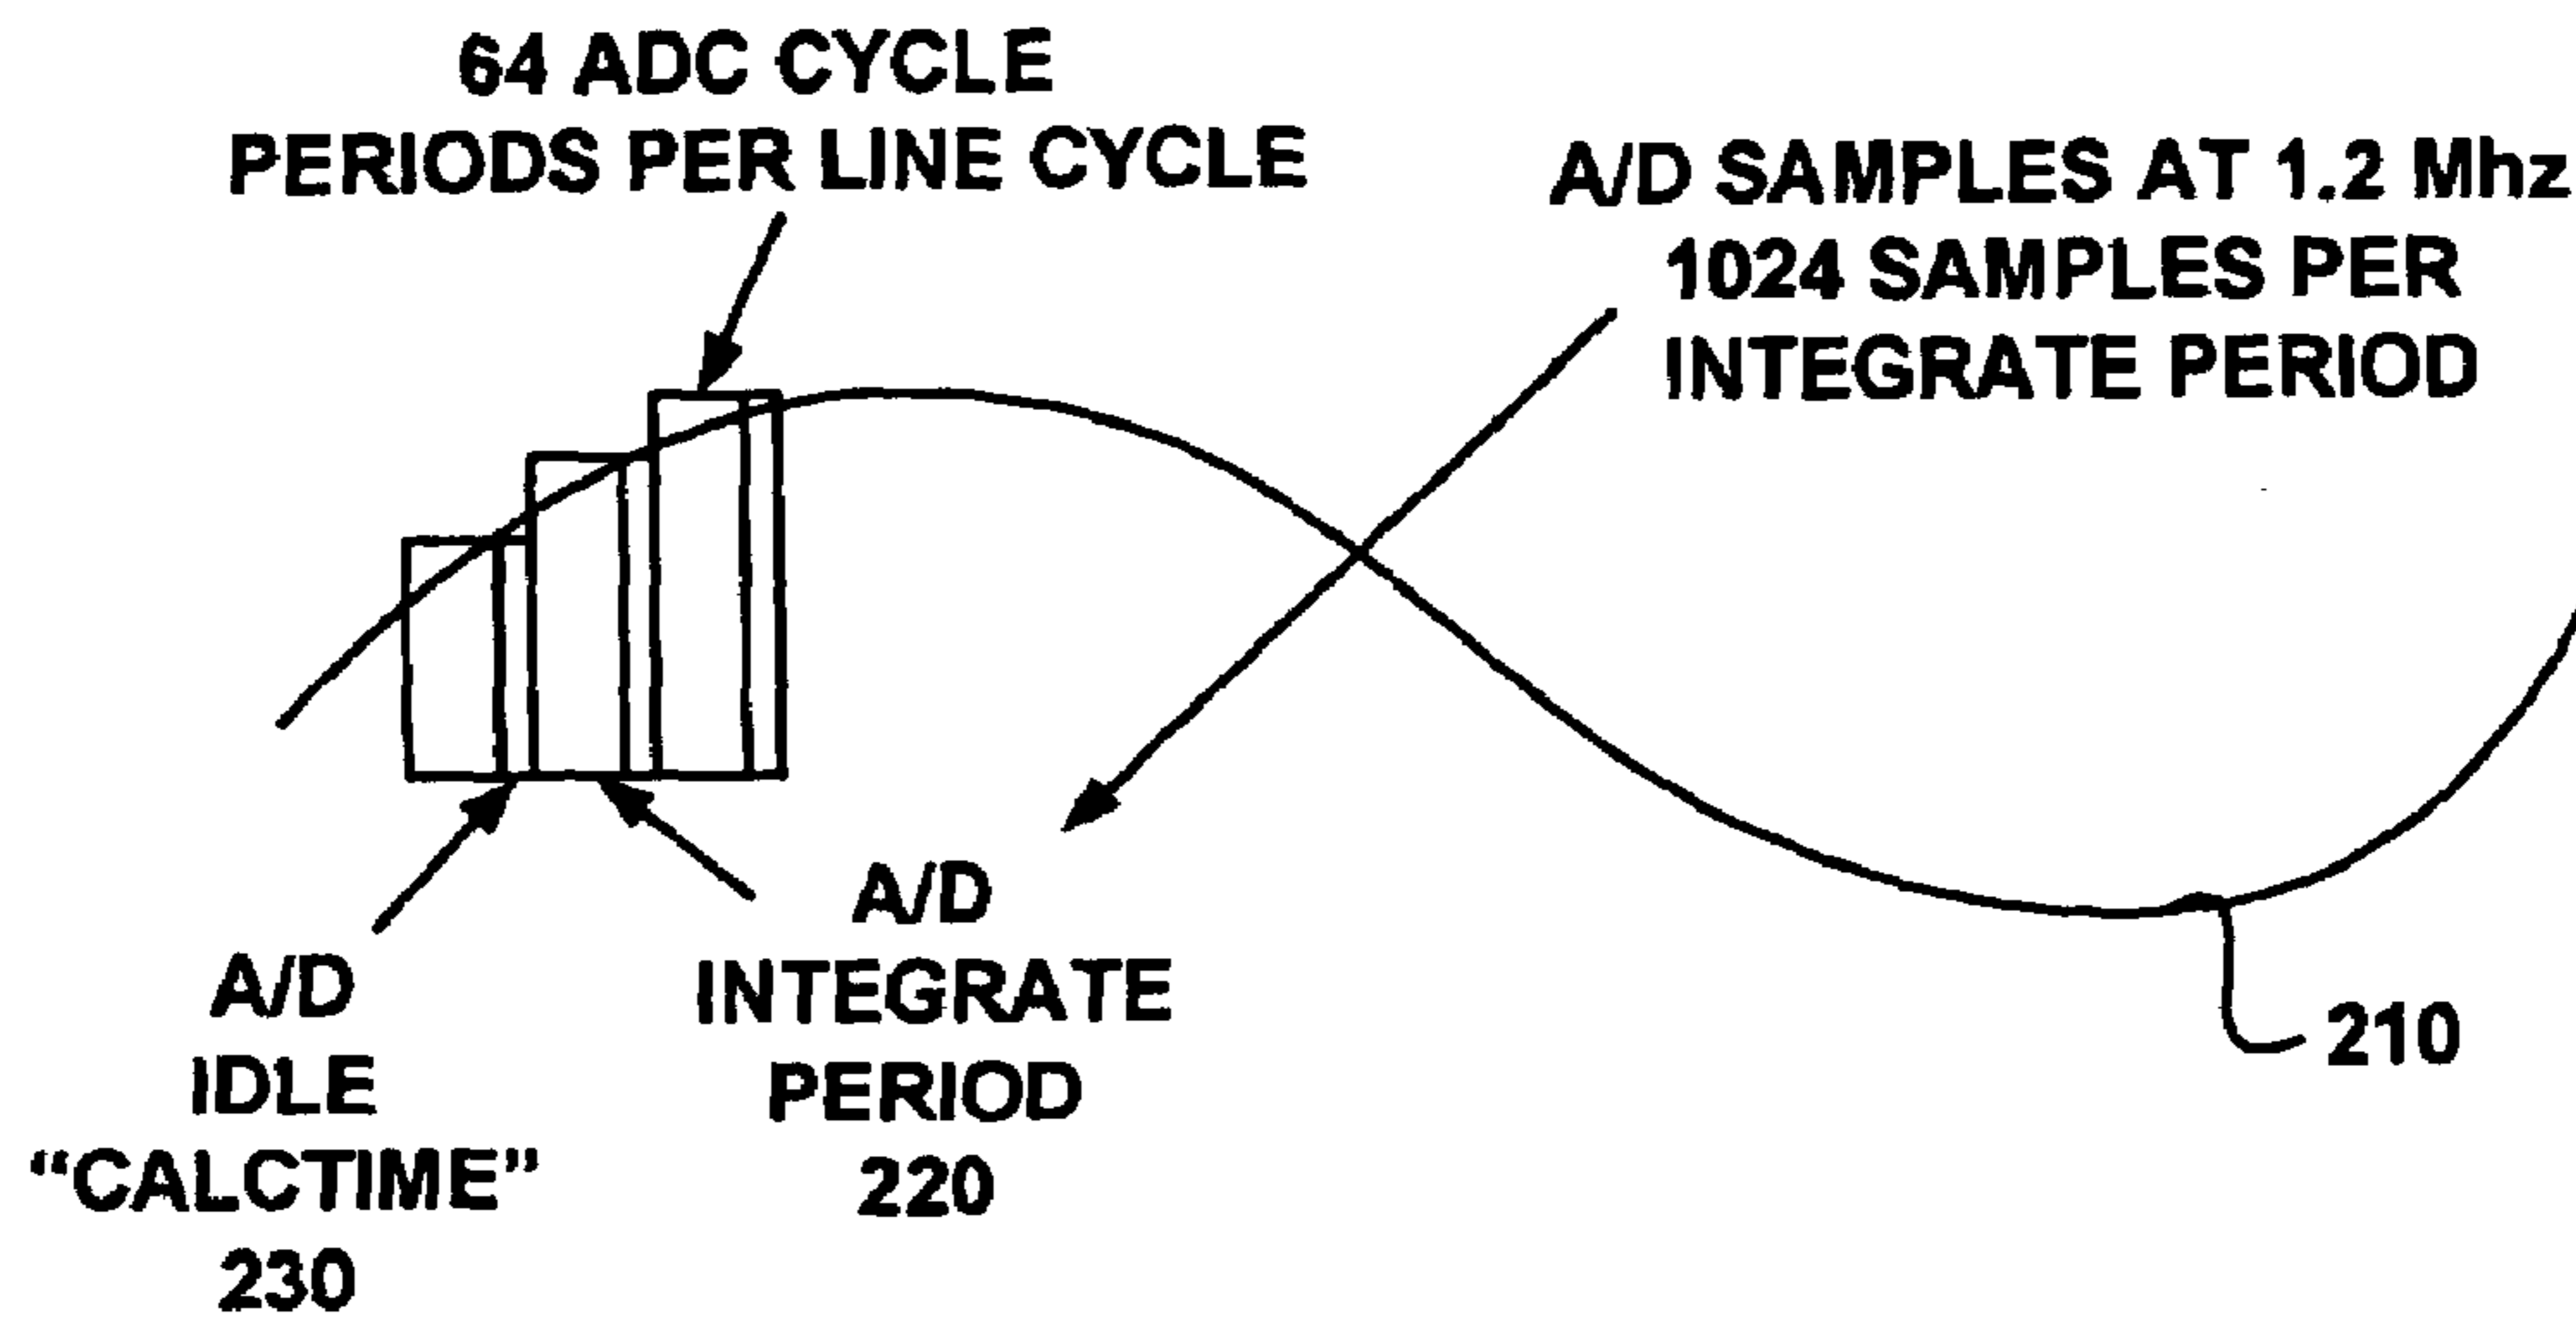 64 ADC CYCLE
PERIODS PER LINE CYCLE
A/D SAMPLES AT 1.2 Mhz
1024 SAMPLES PER
INTEGRATE PERIOD
A/D
IDLE
“CALCTIME”
230
A/D
INTEGRATE
PERIOD
220
210